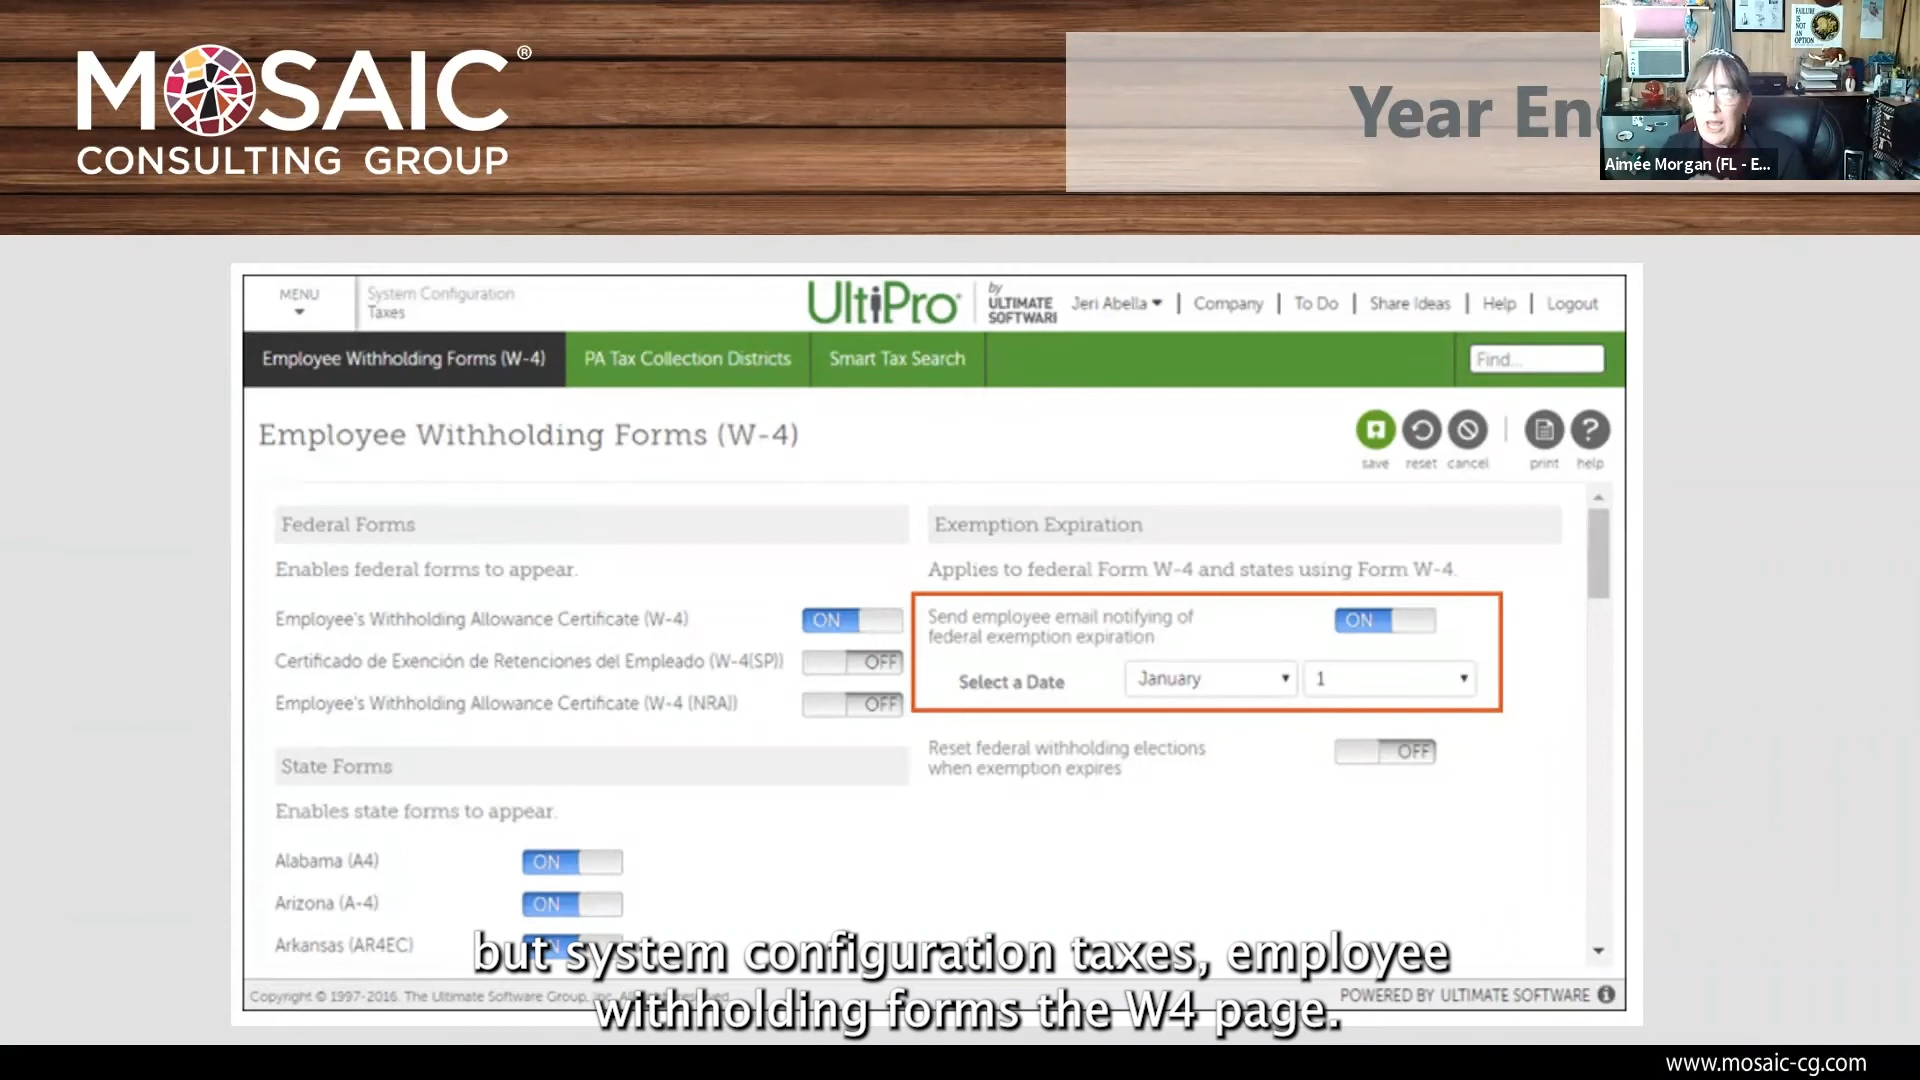 MOSAIC®
CONSULTING GROUP
Year En
FAILURE
IS NOT
AN
OPTION
Aimée Morgan (FL - E...
MENU
System Configuration
Taxes
UltiPro
by
ULTIMATE
SOFTWARE
Jeri Abella | Company | To Do | Share Ideas | Help | Logout
Employee Withholding Forms (W-4)
PA Tax Collection Districts
Smart Tax Search
Find...
Employee Withholding Forms (W-4)
save reset cancel print help
Federal Forms
Enables federal forms to appear.
Employee's Withholding Allowance Certificate (W-4) ON
Certificado de Exención de Retenciones del Empleado (W-4(SP)) OFF
Employee's Withholding Allowance Certificate (W-4 (NRA)) OFF
Exemption Expiration
Applies to federal Form W-4 and states using Form W-4.
Send employee email notifying of
federal exemption expiration ON
Select a Date January 1
Reset federal withholding elections
when exemption expires OFF
State Forms
Enables state forms to appear.
Alabama (A4) ON
Arizona (A-4) ON
Arkansas (AR4EC)
but system configuration taxes, employee
withholding forms the W4 page.
Copyright © 1997-2016. The Ultimate Software Group, Inc.
POWERED BY ULTIMATE SOFTWARE
www.mosaic-cg.com